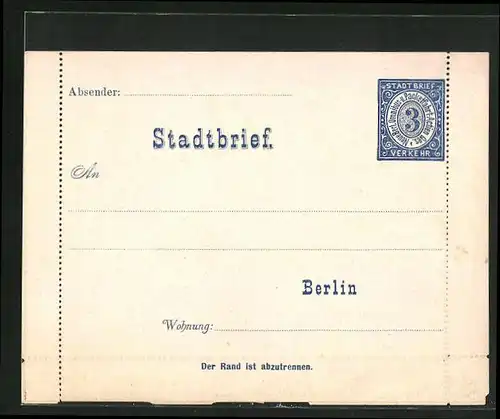 Absender:
STADTBRIEF
3
VERKEHR
Stadtbrief.
An
Berlin
Wohnung:
Der Rand ist abzutrennen.